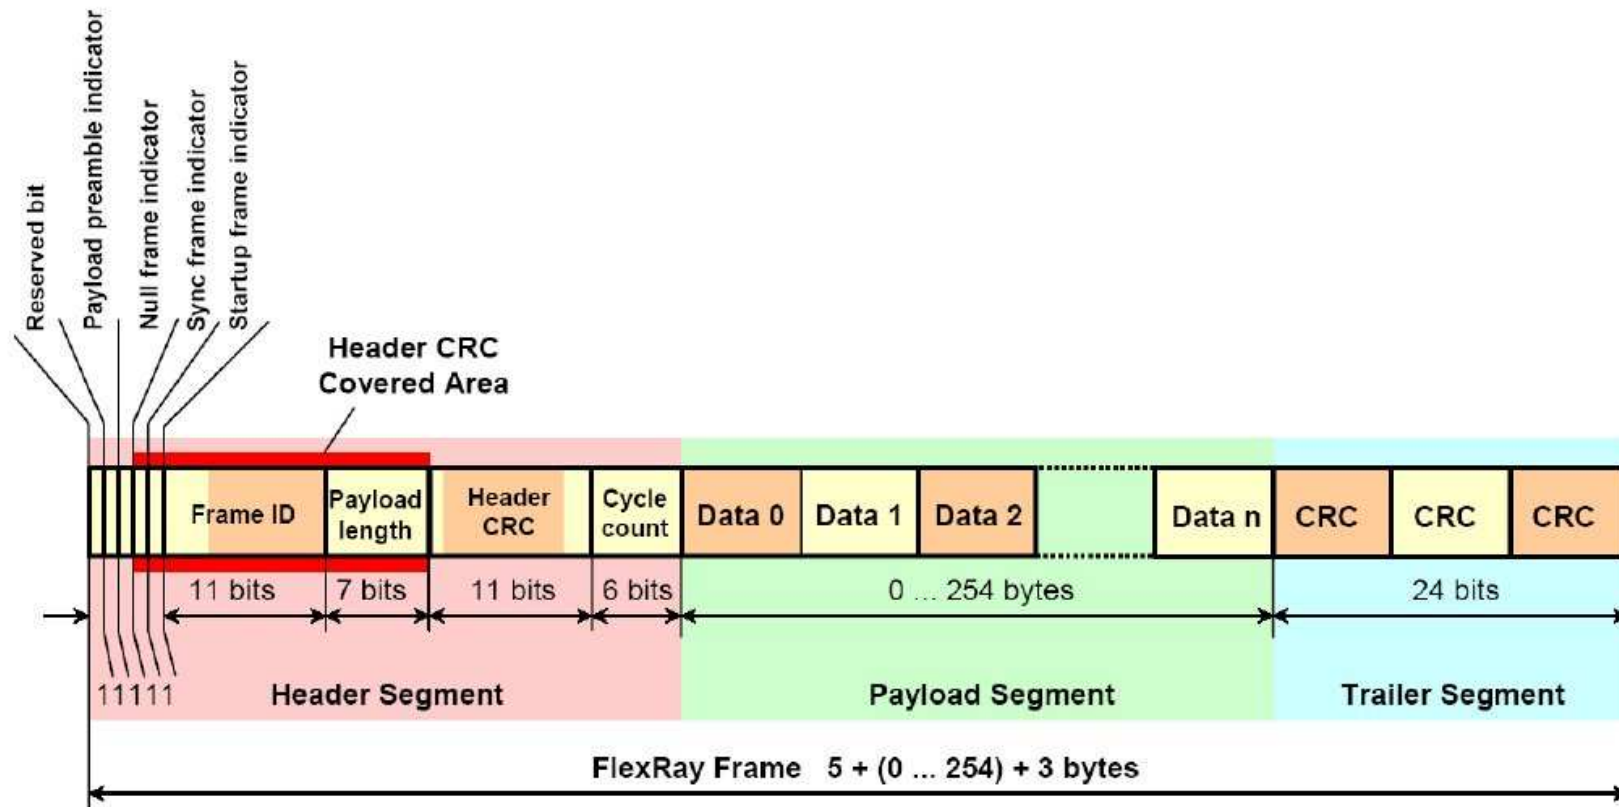 Reserved bit
Payload preamble indicator
Null frame indicator
Sync frame indicator
Startup frame indicator
Header CRC
Covered Area
Frame ID
Payload
length
Header
CRC
Cycle
count
Data 0
Data 1
Data 2
Data n
CRC
CRC
CRC
11 bits
7 bits
11 bits
6 bits
0 ... 254 bytes
24 bits
11111
Header Segment
Payload Segment
Trailer Segment
FlexRay Frame 5 + (0 ... 254) + 3 bytes